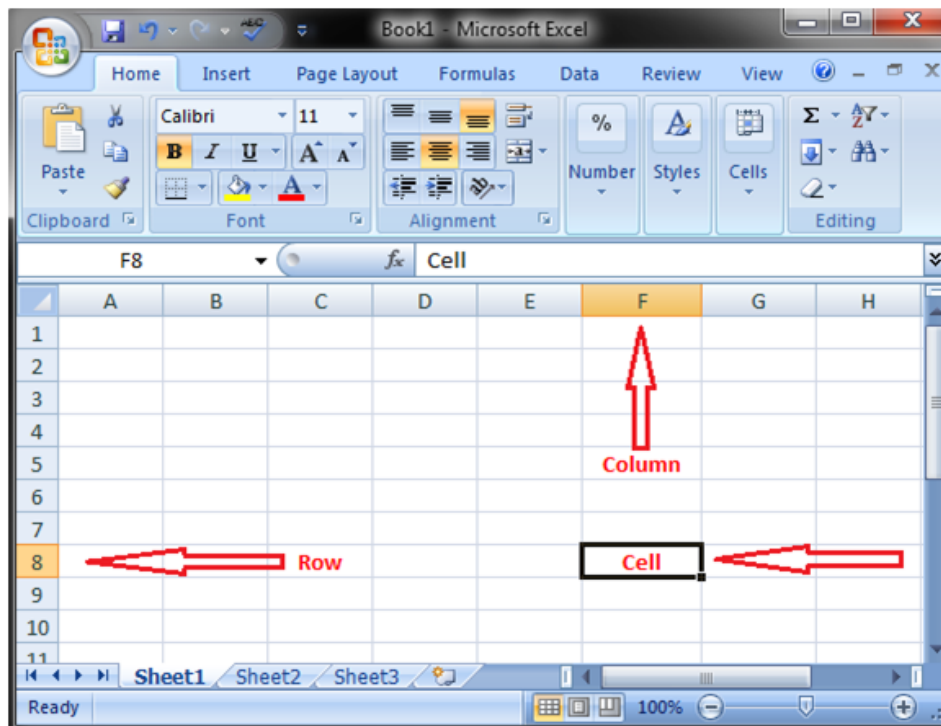 ABC
Book1 - Microsoft Excel
Home Insert Page Layout Formulas Data Review View
Calibri 11 Σ A Z
% A
B I U A A a
Paste Number Styles Cells
A
Clipboard Font Alignment Editing
F8 fx Cell
A B C D E F G H
1
2
3
4
5 Column
6
7
8 Row Cell
9
10
11
Sheet1 Sheet2 Sheet3
Ready 100%